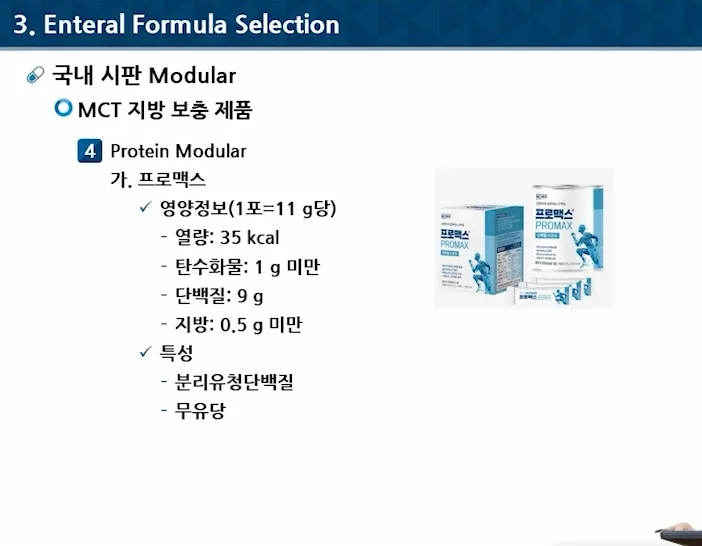 3. Enteral Formula Selection
국내 시판 Modular
MCT 지방 보충 제품
4 Protein Modular
가. 프로맥스
✓ 영양정보(1포=11 g당)
- 열량: 35 kcal
- 탄수화물: 1 g 미만
- 단백질: 9 g
- 지방: 0.5 g 미만
✓ 특성
- 분리유청단백질
- 무유당
프로맥스
PROMAX
프로맥스
PROMAX
프로맥스